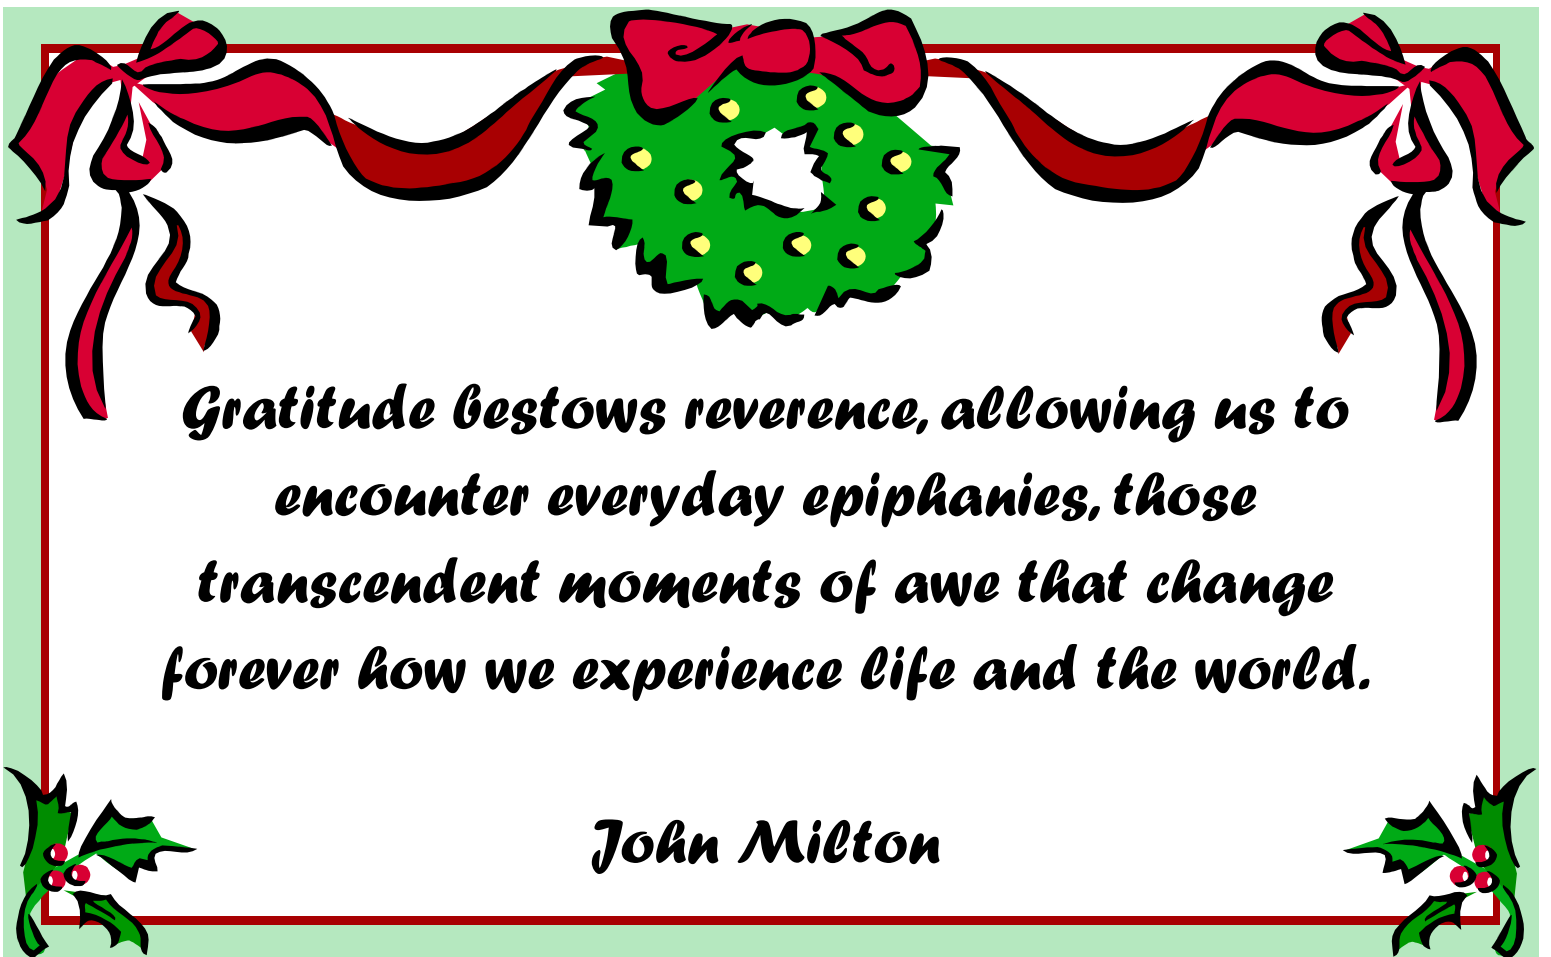 Gratitude bestows reverence, allowing us to
encounter everyday epiphanies, those
transcendent moments of awe that change
forever how we experience life and the world.
John Milton